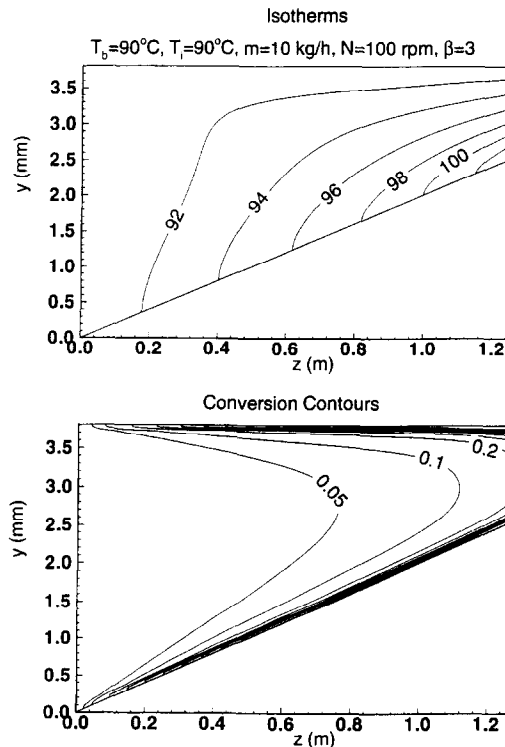 Isotherms
T_b=90°C, T_i=90°C, m=10 kg/h, N=100 rpm, β=3
3.5
3.0
2.5
2.0
1.5
1.0
0.5
0.0
y (mm)
92
94
96
98
100
0.0 0.2 0.4 0.6 0.8 1.0 1.2
z (m)
Conversion Contours
3.5
3.0
2.5
2.0
1.5
1.0
0.5
0.0
y (mm)
0.05
0.1
0.2
0.0 0.2 0.4 0.6 0.8 1.0 1.2
z (m)